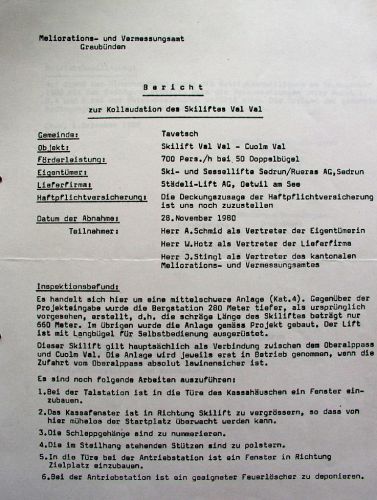 Meliorations- und Vermessungsamt
Graubünden
Bericht
zur Kollaudation des Skiliftes Val Val
Gemeinde: Tavetsch
Objekt: Skilift Val Val - Cuolm Val
Förderleistung: 700 Pers./h bei 50 Doppelbügel
Eigentümer: Ski- und Sessellifte Sedrun/Rueras AG,Sedrun
Lieferfirma: Städeli-Lift AG, Oetwil am See
Haftpflichtversicherung: Die Deckungszusage der Haftpflichtversicherung
ist uns noch zuzustellen
Datum der Abnahme: 28.November 1980
Teilnehmer: Herr A.Schmid als Vertreter der Eigentümerin
Herr W.Hotz als Vertreter der Lieferfirma
Herr J.Stingl als Vertreter des kantonalen
Meliorations- und Vermessungsamtes
Inspektionsbefund:
Es handelt sich hier um eine mittelschwere Anlage (Kat.4). Gegenüber der
Projekteingabe wurde die Bergstation 280 Meter tiefer, als ursprünglich
vorgesehen, erstellt, d.h. die schräge Länge des Skiliftes beträgt nur
660 Meter. Im übrigen wurde die Anlage gemäss Projekt gebaut. Der Lift
ist mit Langbügel für Selbstbedienung ausgerüstet.
Dieser Skilift gilt hauptsächlich als Verbindung zwischen dem Oberalppass
und Cuolm Val. Die Anlage wird jeweils erst in Betrieb genommen, wenn die
Zufahrt vom Oberalppass absolut lawinensicher ist.
Es sind noch folgende Arbeiten auszuführen:
1.Bei der Talstation ist in die Türe des Kassahäuschen ein Fenster ein-
zubauen.
2.Das Kassafenster ist in Richtung Skilift zu vergrössern, so dass von
hier mühelos der Startplatz überwacht werden kann.
3.Die Schleppgehänge sind zu nummerieren.
4.Die im Steilhang stehenden Stützen sind zu polstern.
5.In die Türe bei der Antriebstation ist ein Fenster in Richtung
Zielplatz einzubauen.
6.Bei der Antriebstation ist ein geeigneter Feuerlöscher zu deponieren.